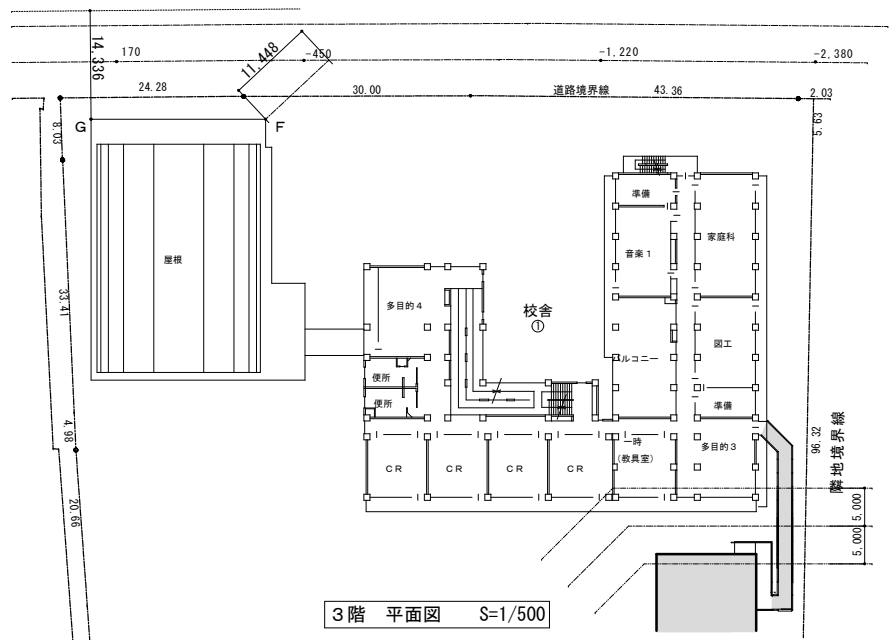 14,336
170
11,448
-450
-1,220
-2,380
24.28
30.00
道路境界線
43.36
2.03
G
F
8.03
5.63
準備
音楽1
家庭科
屋根
多目的4
校舎
①
33.41
バルコニー
図工
便所
便所
準備
4.98
一時
(教具室)
多目的3
CR
CR
CR
CR
96.32
隣地境界線
20.66
5,000
5,000
3階 平面図 S=1/500